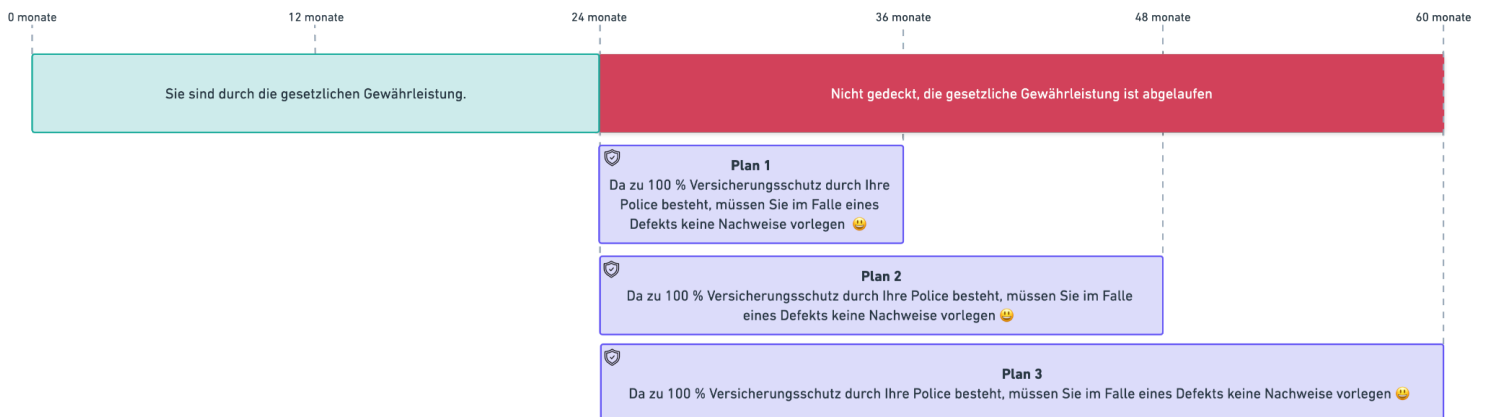 0 monate
12 monate
24 monate
36 monate
48 monate
60 monate
Sie sind durch die gesetzlichen Gewährleistung.
Nicht gedeckt, die gesetzliche Gewährleistung ist abgelaufen
Plan 1
Da zu 100 % Versicherungsschutz durch Ihre
Police besteht, müssen Sie im Falle eines
Defekts keine Nachweise vorlegen 😃
Plan 2
Da zu 100 % Versicherungsschutz durch Ihre Police besteht, müssen Sie im Falle
eines Defekts keine Nachweise vorlegen 😃
Plan 3
Da zu 100 % Versicherungsschutz durch Ihre Police besteht, müssen Sie im Falle eines Defekts keine Nachweise vorlegen 😃